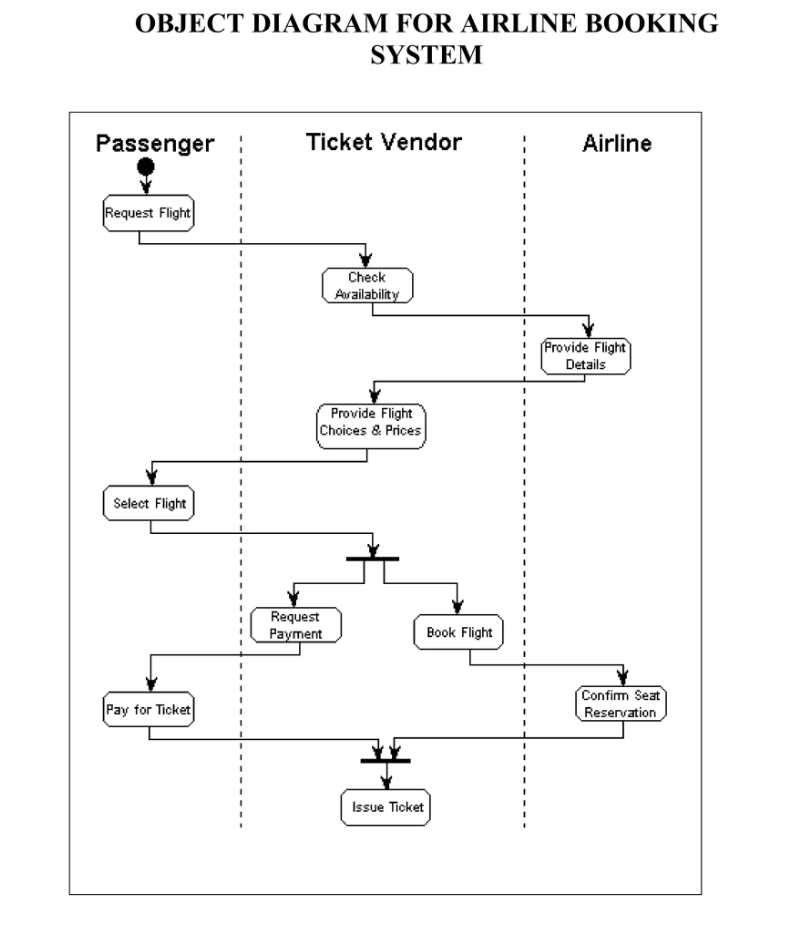 OBJECT DIAGRAM FOR AIRLINE BOOKING
SYSTEM
Passenger
Ticket Vendor
Airline
Request Flight
Check
Availability
Provide Flight
Details
Provide Flight
Choices & Prices
Select Flight
Request
Payment
Book Flight
Pay for Ticket
Confirm Seat
Reservation
Issue Ticket